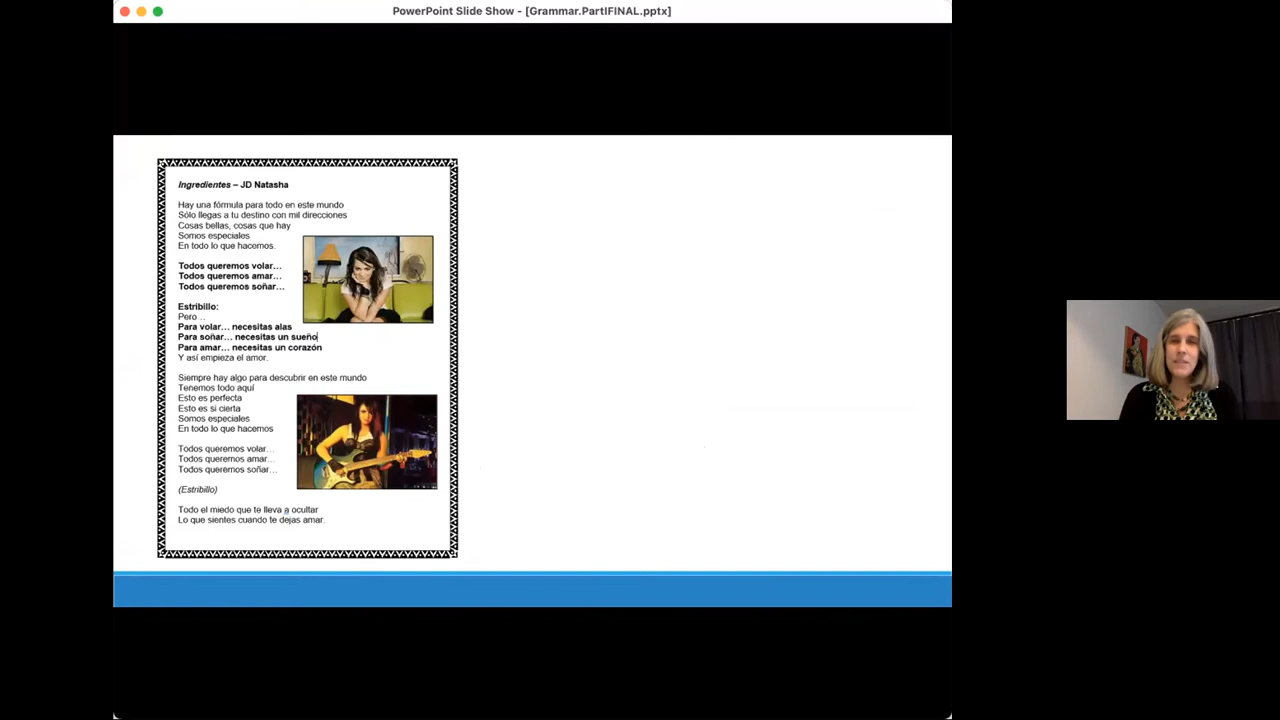 PowerPoint Slide Show - [Grammar.PartIFINAL.pptx]
Ingredientes – JD Natasha
Hay una fórmula para todo en este mundo
Sólo llegas a tu destino con mil direcciones
Cosas bellas, cosas que hay
Somos especiales
En todo lo que hacemos.
Todos queremos volar…
Todos queremos amar…
Todos queremos soñar…
Estribillo:
Pero…
Para volar… necesitas alas
Para soñar… necesitas un sueño
Para amar… necesitas un corazón
Y así empieza el amor.
Siempre hay algo para descubrir en este mundo
Tenemos todo aquí
Esto es perfecta
Esto es si cierta
Somos especiales
En todo lo que hacemos
Todos queremos volar…
Todos queremos amar…
Todos queremos soñar…
(Estribillo)
Todo el miedo que te lleva a ocultar
Lo que sientes cuando te dejas amar.